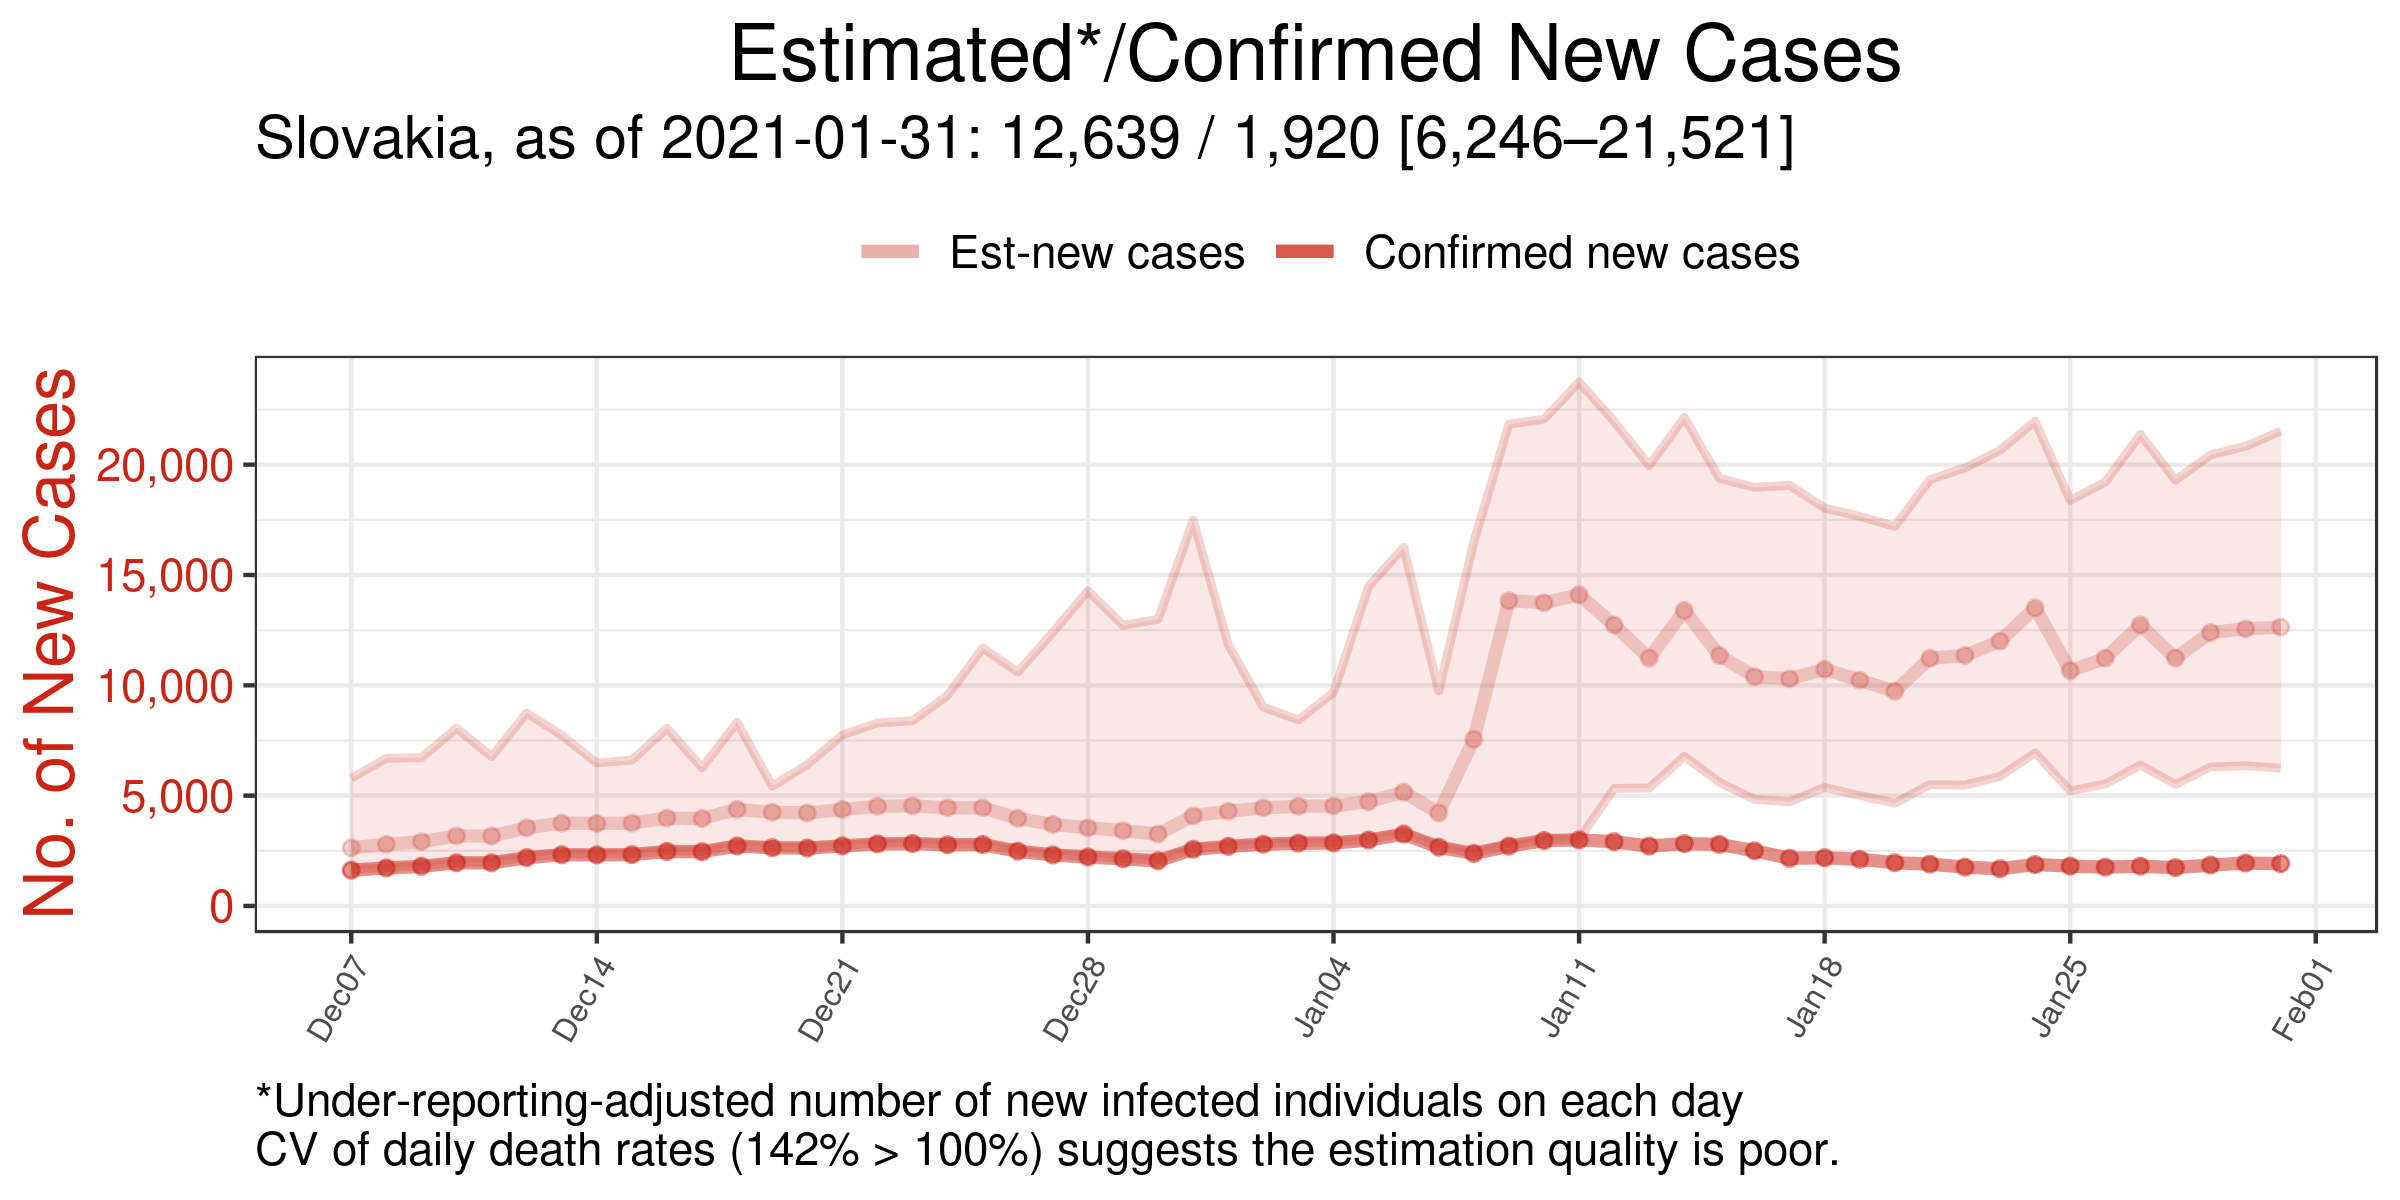 Estimated*/Confirmed New Cases
Slovakia, as of 2021-01-31: 12,639 / 1,920 [6,246–21,521]
Est-new cases
Confirmed new cases
No. of New Cases
20,000
15,000
10,000
5,000
0
Dec07
Dec14
Dec21
Dec28
Jan04
Jan11
Jan18
Jan25
Feb01
*Under-reporting-adjusted number of new infected individuals on each day
CV of daily death rates (142% > 100%) suggests the estimation quality is poor.